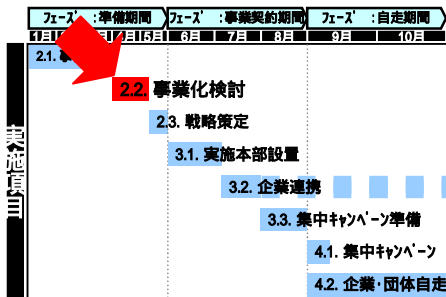 フェーズ :準備期間 フェーズ :事業契約期間 フェーズ :自走期間
1月 4月 5月 6月 7月 8月 9月 10月
2.1.
2.2. 事業化検討
2.3. 戦略策定
3.1. 実施本部設置
3.2. 企業連携
3.3. 集中キャンペーン準備
4.1. 集中キャンペーン
4.2. 企業・団体自走
実施項目